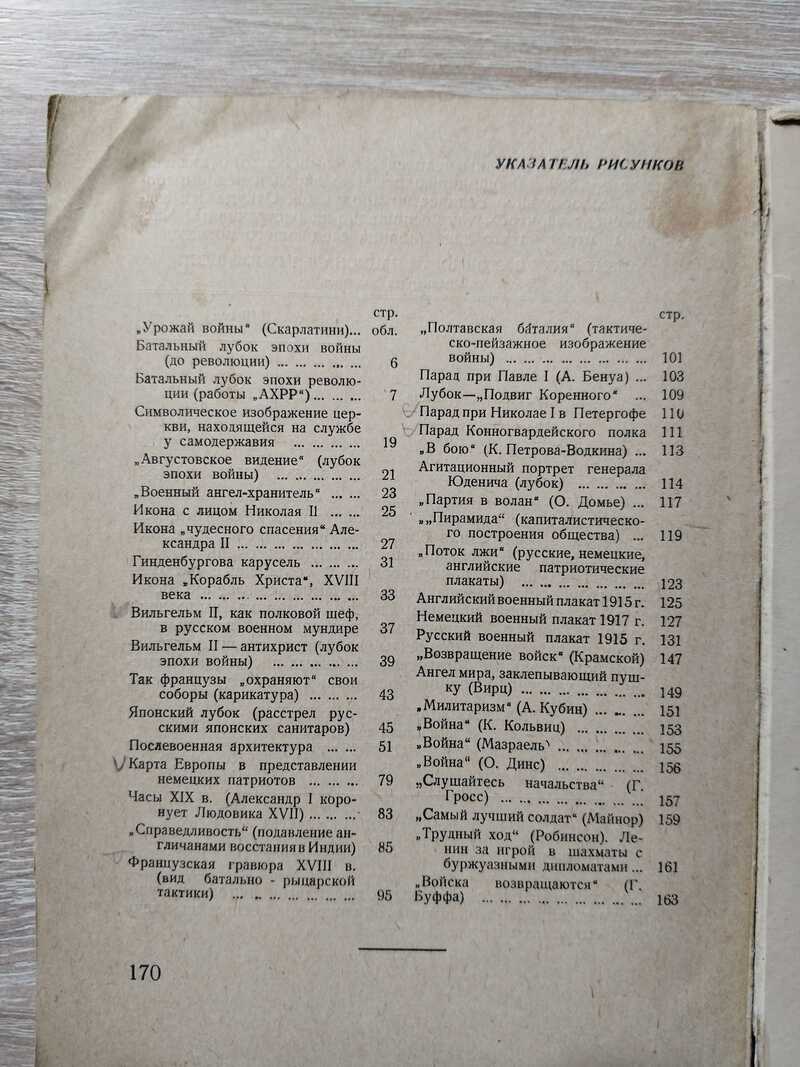 УКАЗАТЕЛЬ РИСУНКОВ
стр.
„Урожай войны“ (Скарлатини)... обл.
Батальный лубок эпохи войны
(до революции) ... ... ... ... ... 6
Батальный лубок эпохи револю-
ции (работы „АХРР“) ... ... ... 7
Символическое изображение цер-
кви, находящейся на службе
у самодержавия ... ... ... ... 19
„Августовское видение“ (лубок
эпохи войны) ... ... ... ... ... 21
„Военный ангел-хранитель“ ... ... 23
Икона с лицом Николая II ... ... 25
Икона „чудесного спасения“ Але-
ксандра II ... ... ... ... ... ... ... 27
Гинденбургова карусель ... ... ... 31
Икона „Корабль Христа“, XVIII
века ... ... ... ... ... ... ... ... ... 33
Вильгельм II, как полковой шеф,
в русском военном мундире 37
Вильгельм II — антихрист (лубок
эпохи войны) ... ... ... ... ... 39
Так французы „охраняют“ свои
соборы (карикатура) ... ... ... 43
Японский лубок (расстрел рус-
скими японских санитаров) 45
Послевоенная архитектура ... ... 51
Карта Европы в представлении
немецких патриотов ... ... ... 79
Часы XIX в. (Александр I коро-
нует Людовика XVII) ... ... ... 83
„Справедливость“ (подавление ан-
гличанами восстания в Индии) 85
Французская гравюра XVIII в.
(вид батально - рыцарской
тактики) ... ... ... ... ... ... ... 95
стр.
„Полтавская баталия“ (тактиче-
ско-пейзажное изображение
войны) ... ... ... ... ... ... ... ... 101
Парад при Павле I (А. Бенуа) ... 103
Лубок—„Подвиг Коренного“ ... 109
Парад при Николае I в Петергофе 110
Парад Конногвардейского полка 111
„В бою“ (К. Петрова-Водкина) ... 113
Агитационный портрет генерала
Юденича (лубок) ... ... ... ... 114
„Партия в волан“ (О. Домье) ... 117
„„Пирамида“ (капиталистическо-
го построения общества) ... 119
„Поток лжи“ (русские, немецкие,
английские патриотические
плакаты) ... ... ... ... ... ... ... 123
Английский военный плакат 1915 г. 125
Немецкий военный плакат 1917 г. 127
Русский военный плакат 1915 г. 131
„Возвращение войск“ (Крамской) 147
Ангел мира, заклепывающий пуш-
ку (Вирц) ... ... ... ... ... ... ... 149
„Милитаризм“ (А. Кубин) ... ... ... 151
„Война“ (К. Кольвиц) ... ... ... ... 153
„Война“ (Мазраель) ... ... ... ... ... 155
„Война“ (О. Динс) ... ... ... ... ... 156
„Слушайтесь начальства“ (Г.
Гросс) ... ... ... ... ... ... ... ... 157
„Самый лучший солдат“ (Майнор) 159
„Трудный ход“ (Робинсон). Ле-
нин за игрой в шахматы с
буржуазными дипломатами ... 161
„Войска возвращаются“ (Г.
Буффа) ... ... ... ... ... ... ... ... ... 163
170